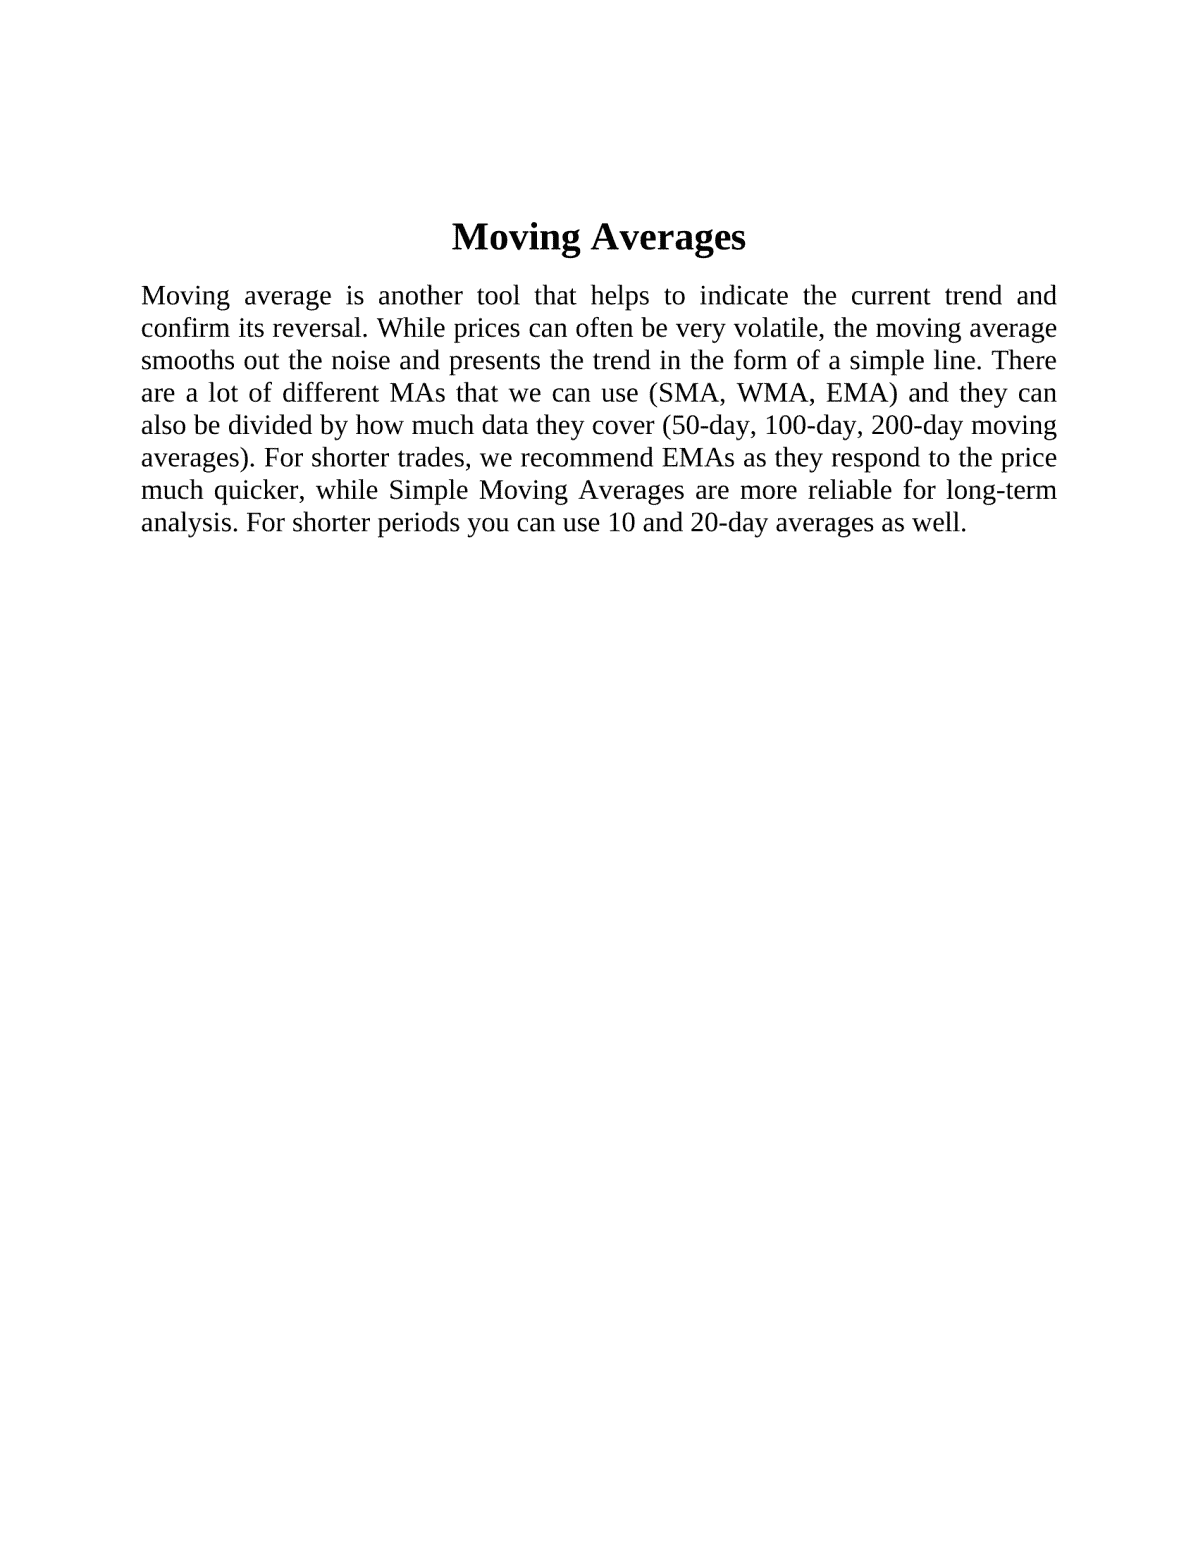 Moving Averages
Moving average is another tool that helps to indicate the current trend and
confirm its reversal. While prices can often be very volatile, the moving average
smooths out the noise and presents the trend in the form of a simple line. There
are a lot of different MAs that we can use (SMA, WMA, EMA) and they can
also be divided by how much data they cover (50-day, 100-day, 200-day moving
averages). For shorter trades, we recommend EMAs as they respond to the price
much quicker, while Simple Moving Averages are more reliable for long-term
analysis. For shorter periods you can use 10 and 20-day averages as well.